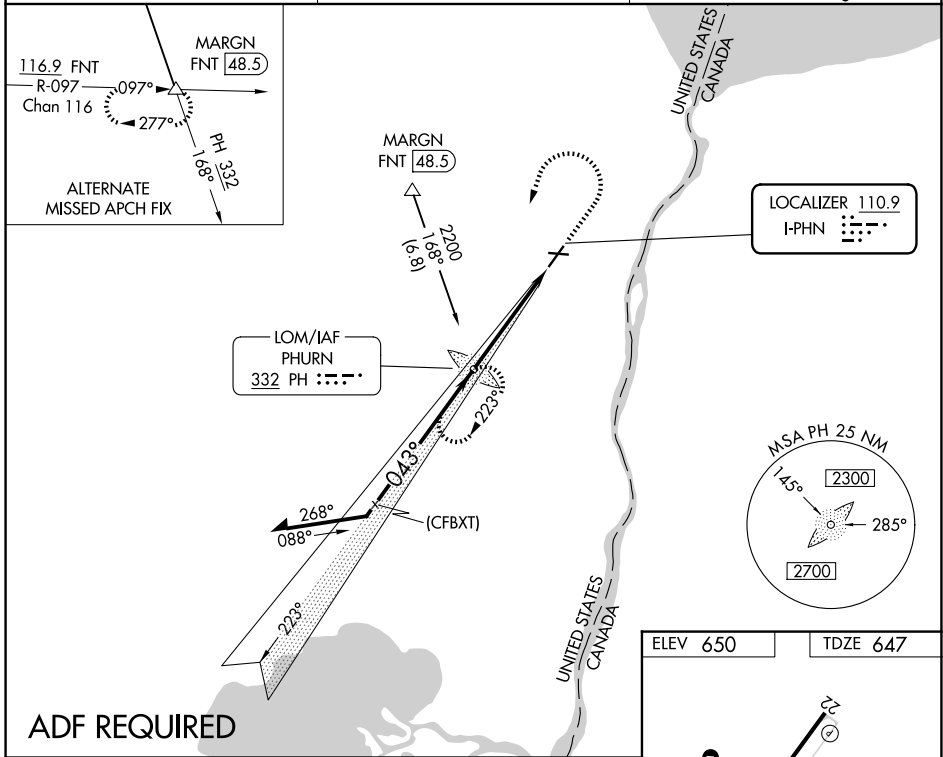 MARGN
FNT 48.5
116.9 FNT
R-097
097°
Chan 116
277°
PH 332
168°
ALTERNATE
MISSED APCH FIX
UNITED STATES
CANADA
MARGN
FNT 48.5
2200
168°
(6.8)
LOCALIZER 110.9
I-PHN
LOM/IAF
PHURN
332 PH
223°
043°
268°
088°
(CFBXT)
223°
MSA PH 25 NM
145°
2300
285°
2700
UNITED STATES
CANADA
ADF REQUIRED
ELEV 650
TDZE 647
22
P